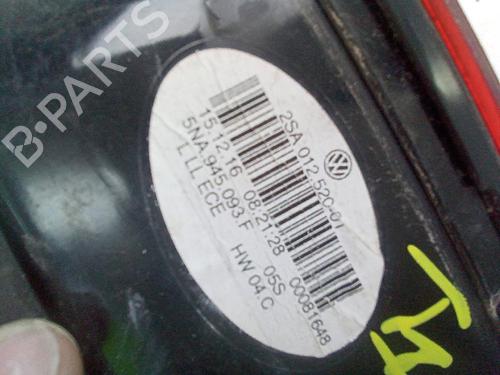 2SA 012 520-01
00081648
15.12.16 08:21:28 05S
5NA.945.093 F HW 04.C
L LL ECE
B-PARTS